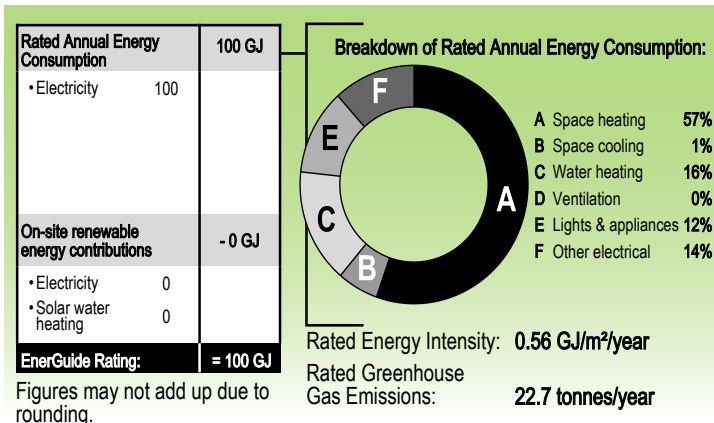 Rated Annual Energy
Consumption
100 GJ
• Electricity 100
On-site renewable
energy contributions
- 0 GJ
• Electricity 0
• Solar water
heating 0
EnerGuide Rating: = 100 GJ
Figures may not add up due to
rounding.
Breakdown of Rated Annual Energy Consumption:
F
E
A
C
B
A Space heating 57%
B Space cooling 1%
C Water heating 16%
D Ventilation 0%
E Lights & appliances 12%
F Other electrical 14%
Rated Energy Intensity: 0.56 GJ/m²/year
Rated Greenhouse
Gas Emissions: 22.7 tonnes/year